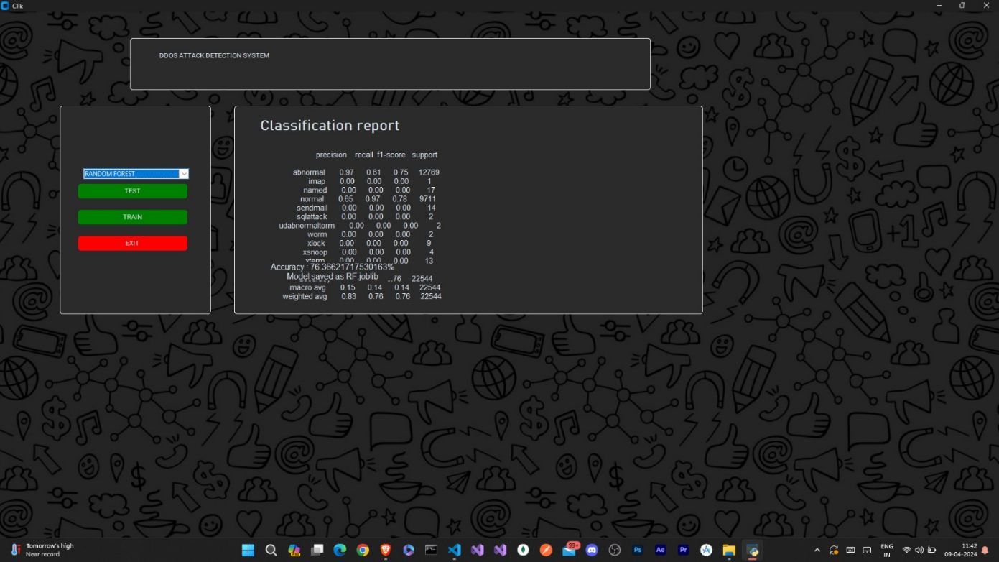 CTk
DDOS ATTACK DETECTION SYSTEM
RANDOM FOREST
TEST
TRAIN
EXIT
Classification report
precision recall f1-score support
abnormal 0.97 0.61 0.75 12769
imap 0.00 0.00 0.00 1
named 0.00 0.00 0.00 17
normal 0.65 0.97 0.78 9711
sendmail 0.00 0.00 0.00 14
sqlattack 0.00 0.00 0.00 2
udabnormaltorm 0.00 0.00 0.00 2
worm 0.00 0.00 0.00 2
xlock 0.00 0.00 0.00 9
xsnoop 0.00 0.00 0.00 4
xterm 0.00 0.00 0.00 13
Accuracy : 76.36621717530163%
Model saved as RF.joblib .76 22544
macro avg 0.15 0.14 0.14 22544
weighted avg 0.83 0.76 0.76 22544
+1
Tomorrow's high
Near record
PRE
99+
Ps
Ae
Pr
ENG
IN
11:42
09-04-2024